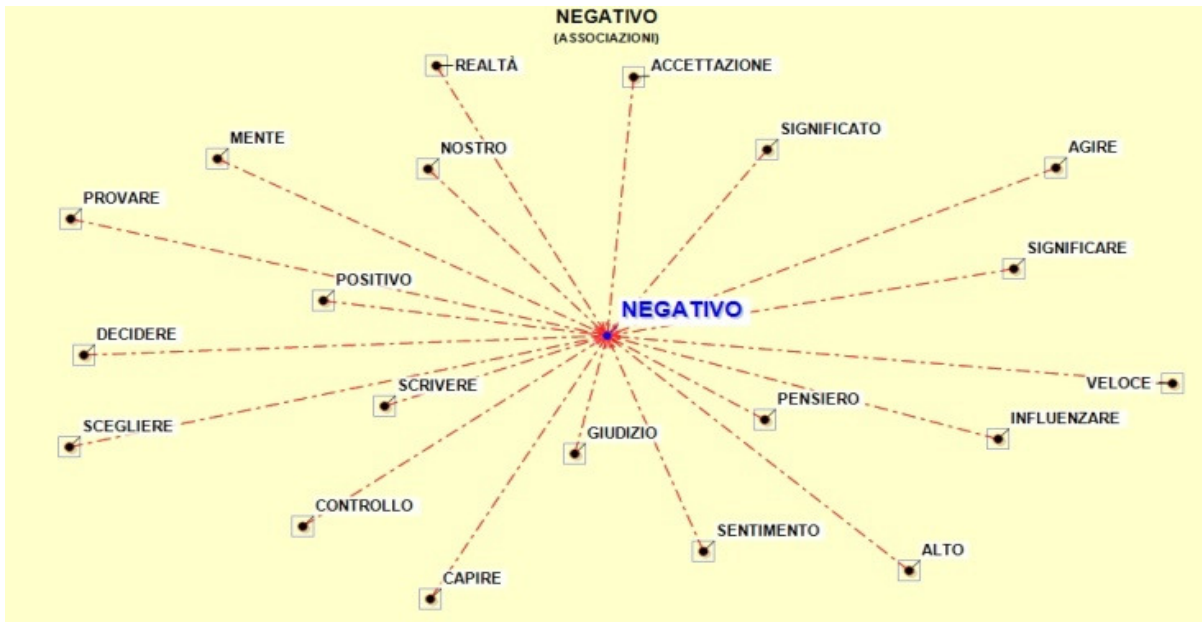 NEGATIVO
(ASSOCIAZIONI)
REALTÀ
ACCETTAZIONE
SIGNIFICATO
MENTE
NOSTRO
AGIRE
PROVARE
SIGNIFICARE
POSITIVO
NEGATIVO
DECIDERE
VELOCE
SCRIVERE
PENSIERO
INFLUENZARE
SCEGLIERE
GIUDIZIO
CONTROLLO
SENTIMENTO
ALTO
CAPIRE